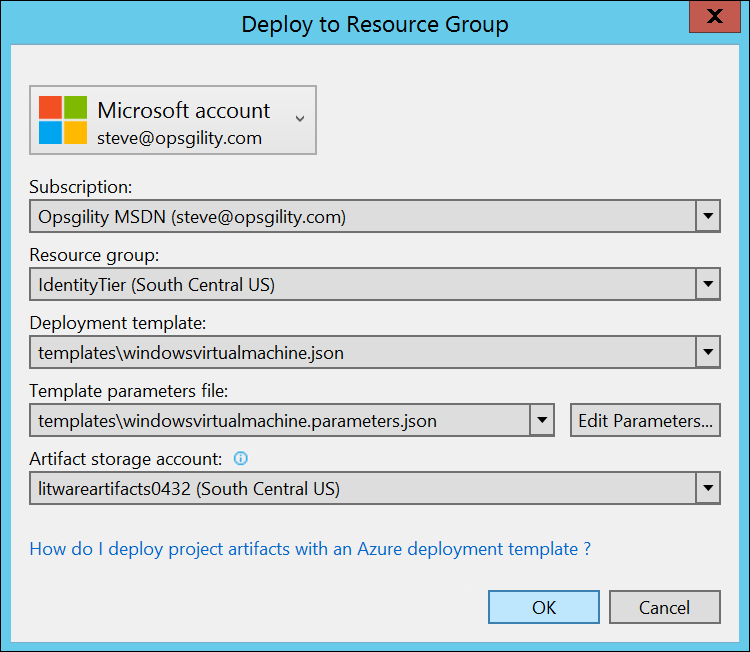 Deploy to Resource Group
X
Microsoft account
steve@opsgility.com
Subscription:
Opsgility MSDN (steve@opsgility.com)
Resource group:
IdentityTier (South Central US)
Deployment template:
templates\windowsvirtualmachine.json
Template parameters file:
templates\windowsvirtualmachine.parameters.json
Edit Parameters...
Artifact storage account:
litwareartifacts0432 (South Central US)
How do I deploy project artifacts with an Azure deployment template ?
OK
Cancel